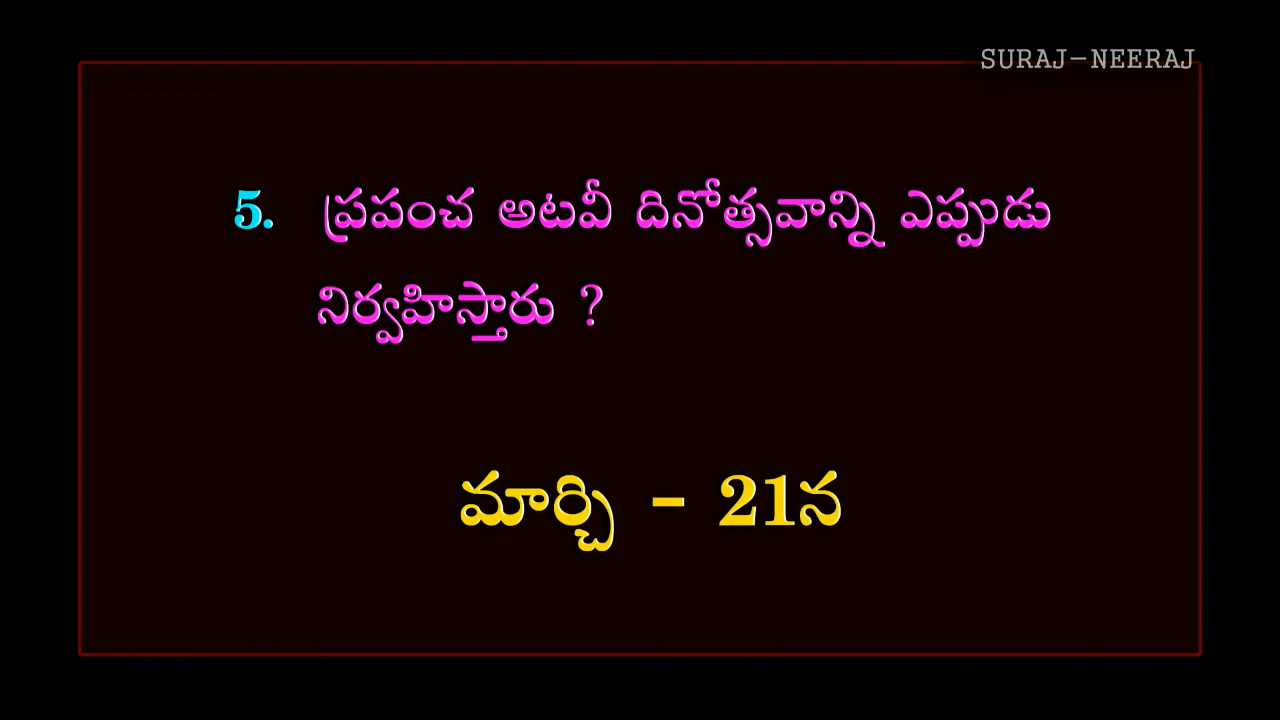 SURAJ-NEERAJ
5. ప్రపంచ అటవీ దినోత్సవాన్ని ఎప్పుడు
నిర్వహిస్తారు ?
మార్చి - 21న